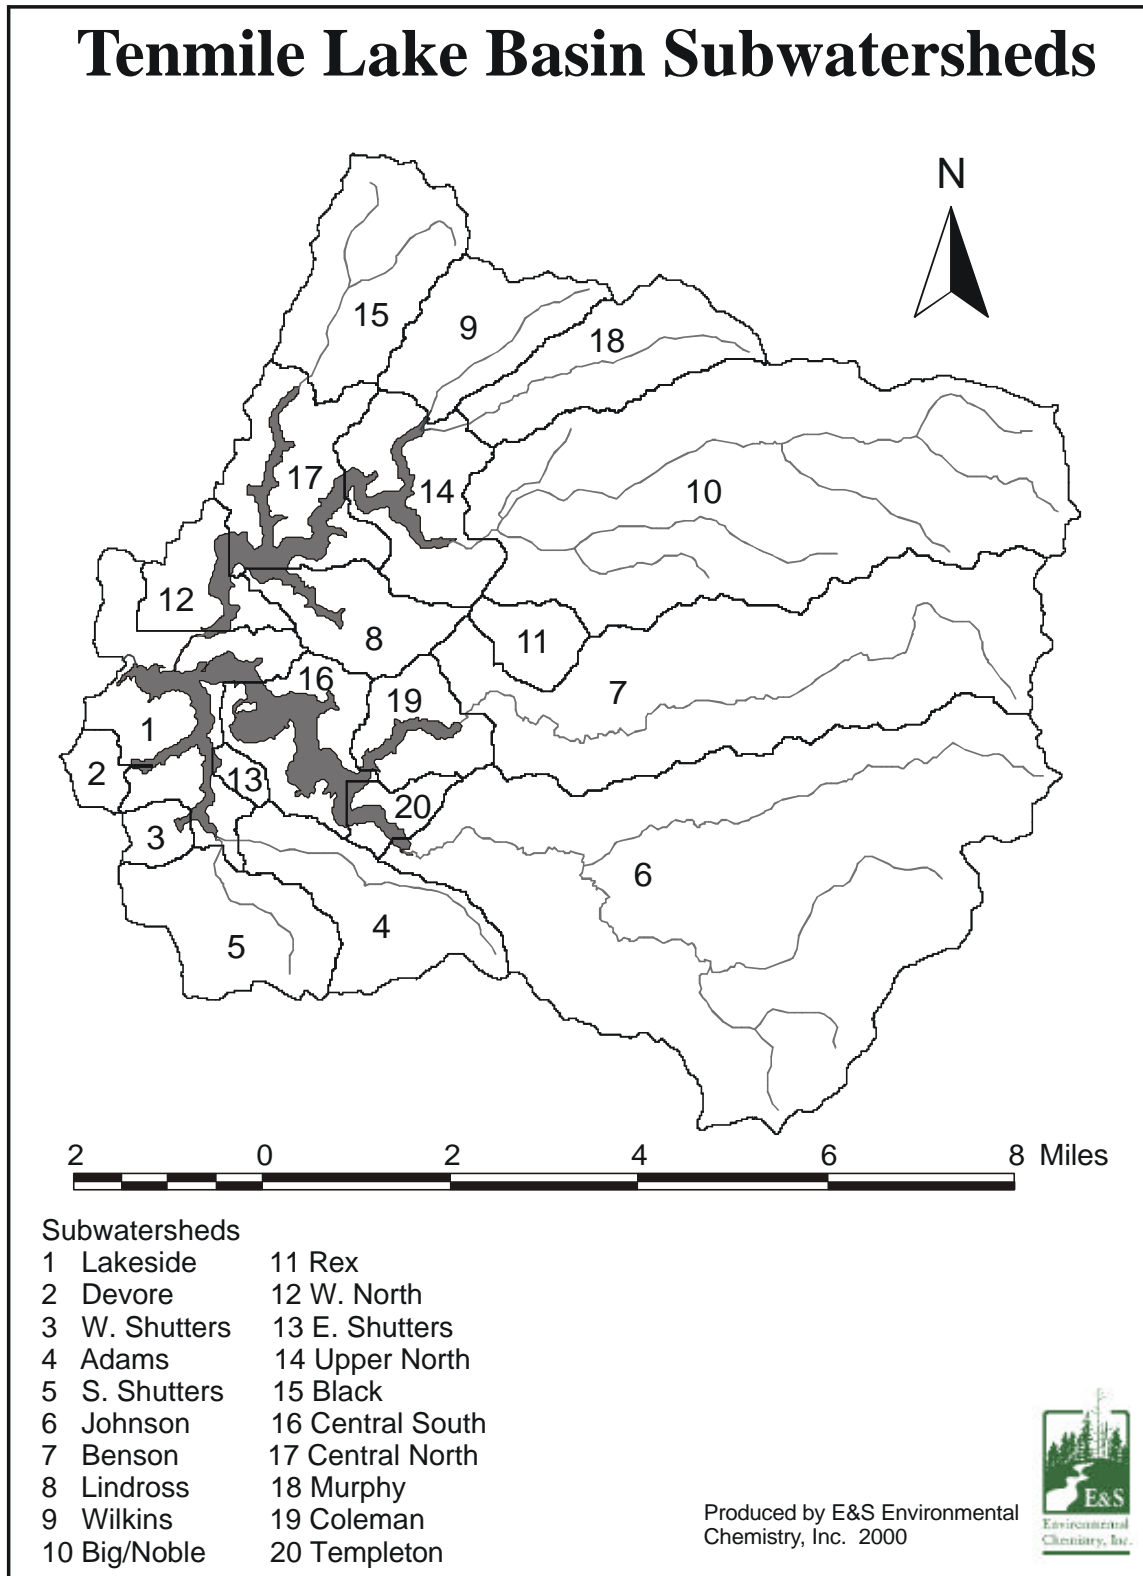 Tenmile Lake Basin Subwatersheds
N
15
9
18
17
14
10
12
8
11
16
19
7
1
2
13
20
3
6
4
5
2 0 2 4 6 8 Miles
Subwatersheds
1 Lakeside
2 Devore
3 W. Shutters
4 Adams
5 S. Shutters
6 Johnson
7 Benson
8 Lindross
9 Wilkins
10 Big/Noble
11 Rex
12 W. North
13 E. Shutters
14 Upper North
15 Black
16 Central South
17 Central North
18 Murphy
19 Coleman
20 Templeton
Produced by E&S Environmental
Chemistry, Inc. 2000
E&S
Environmental
Chemistry, Inc.